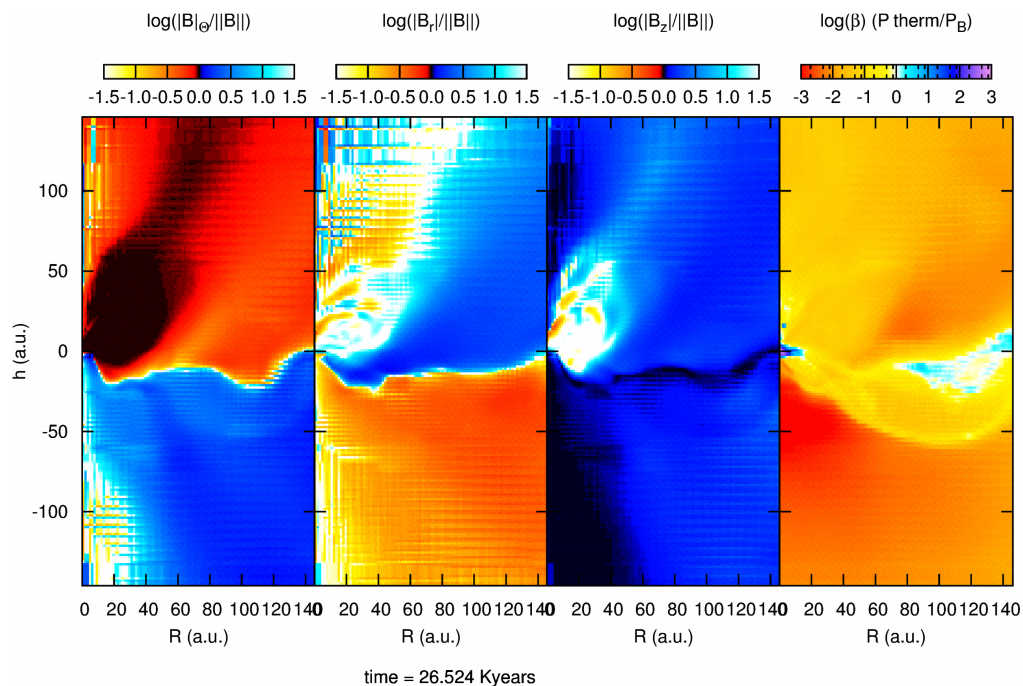 log(|B|Θ/||B||) log(|Br|/||B||) log(|Bz|/||B||) log(β) (P therm/PB)
-1.5 -1.0 -0.5 0.0 0.5 1.0 1.5 -1.5 -1.0 -0.5 0.0 0.5 1.0 1.5 -1.5 -1.0 -0.5 0.0 0.5 1.0 1.5 -3 -2 -1 0 1 2 3
100
50
0
-50
-100
h (a.u.)
0 20 40 60 80 100 120 140 0 20 40 60 80 100 120 140 0 20 40 60 80 100 120 140 0 20 40 60 80 100 120 140
R (a.u.) R (a.u.) R (a.u.) R (a.u.)
time = 26.524 Kyears